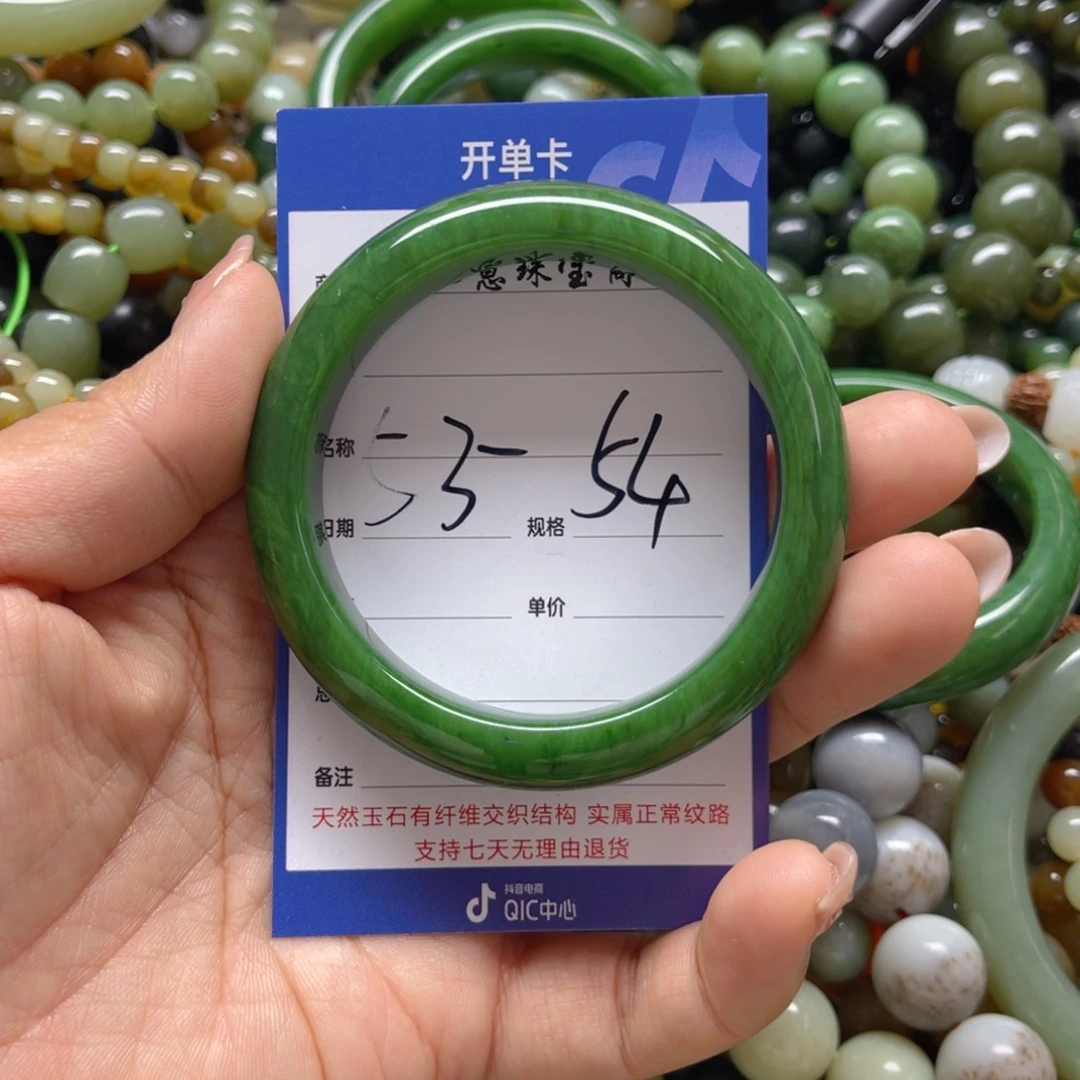 开单卡
惠珠宝商
名称 53-54
日期 规格
单价
备注
天然玉石有纤维交织结构 实属正常纹路
支持七天无理由退货
抖音电商
QIC中心